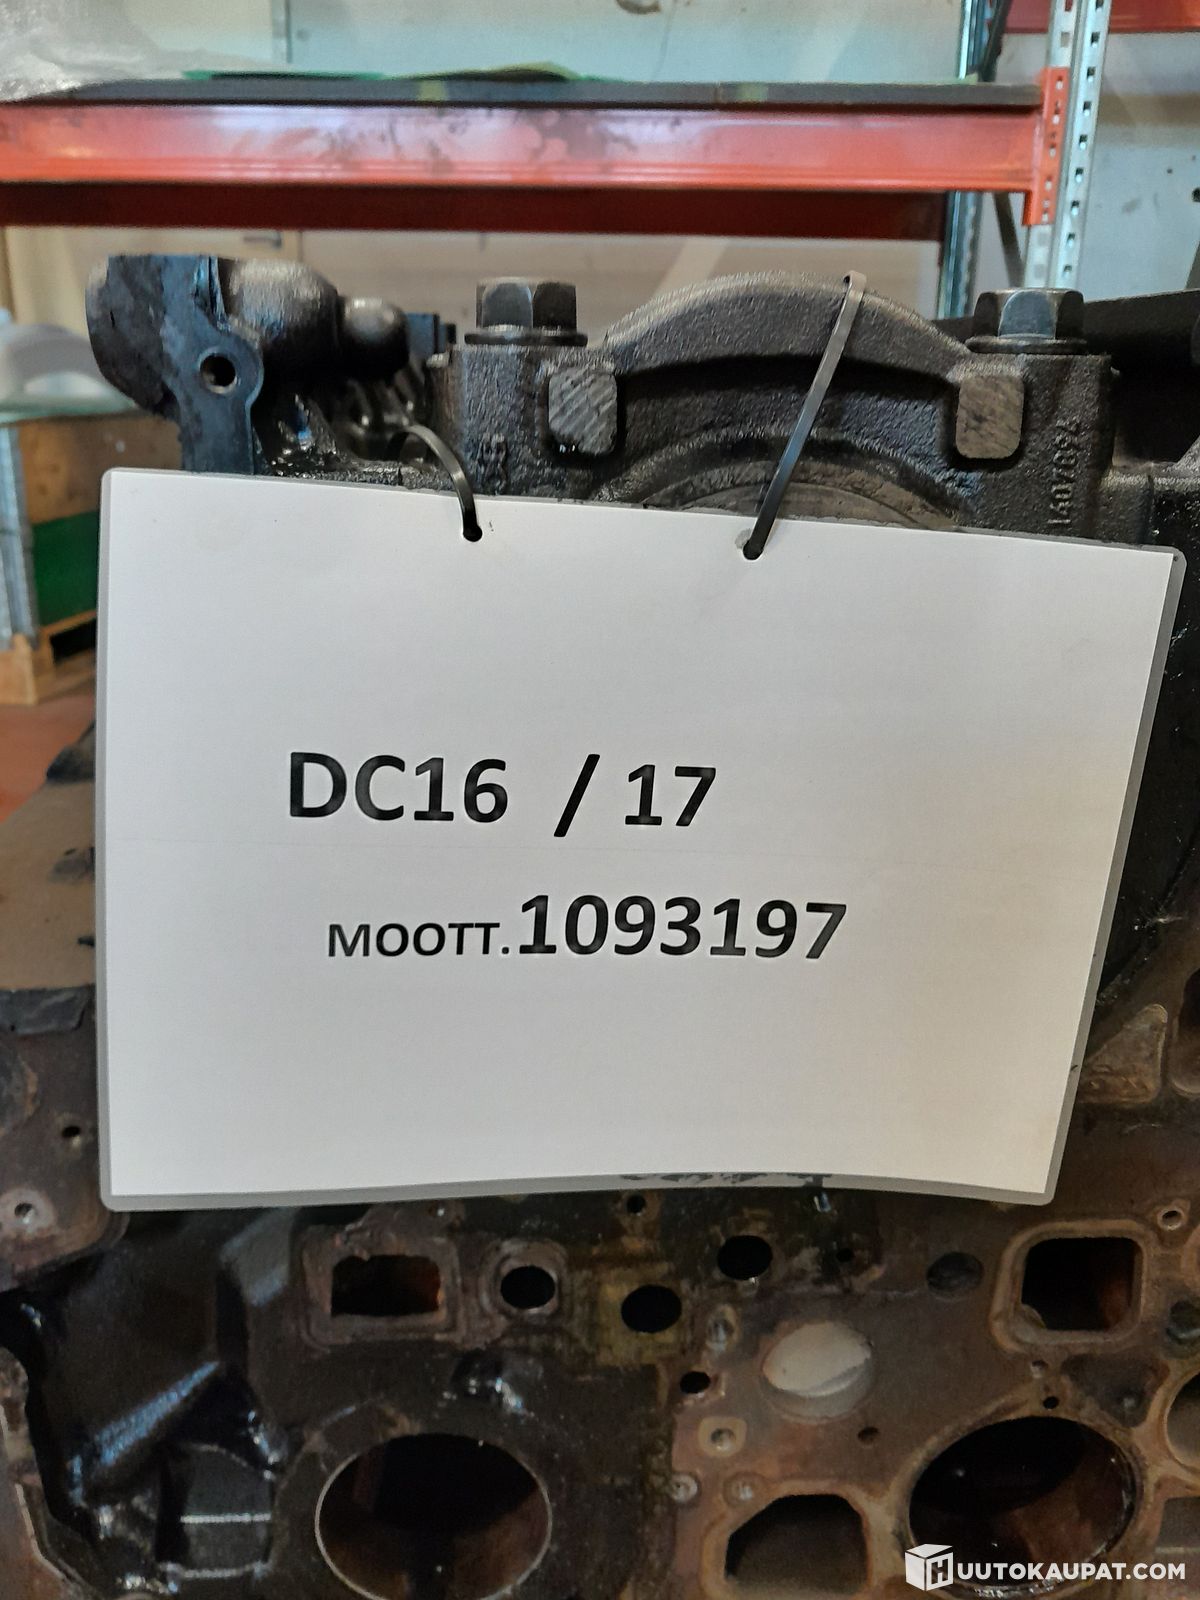 DC16 / 17
MOOTT.1093197
HUUTOKAUPAT.COM